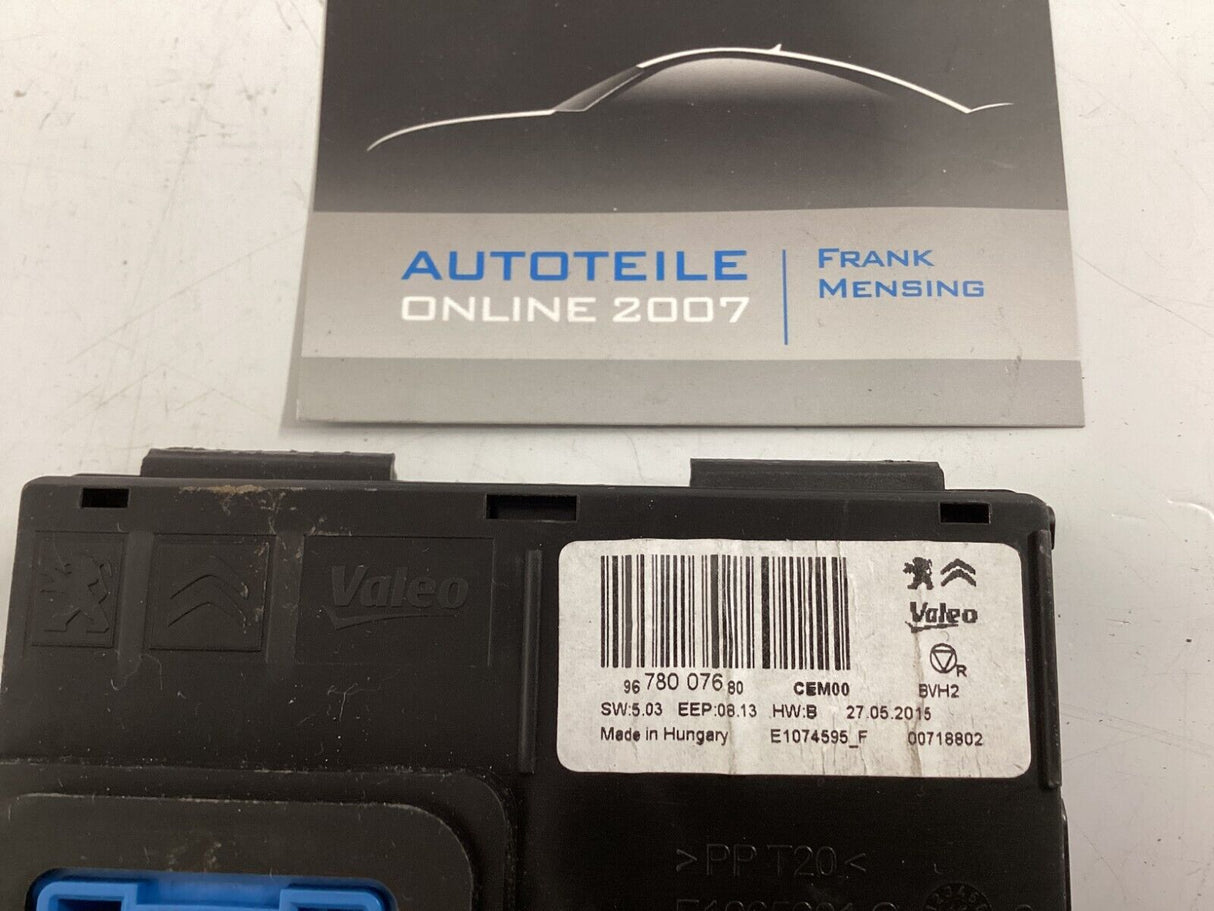 AUTOTEILE
ONLINE 2007
FRANK
MENSING
Valeo
Valeo
R
96 780 076 80 CEM00 BVH2
SW:5.03 EEP:08.13 HW:B 27.05.2015
Made in Hungary E1074595_F 00718802
>PP T20<